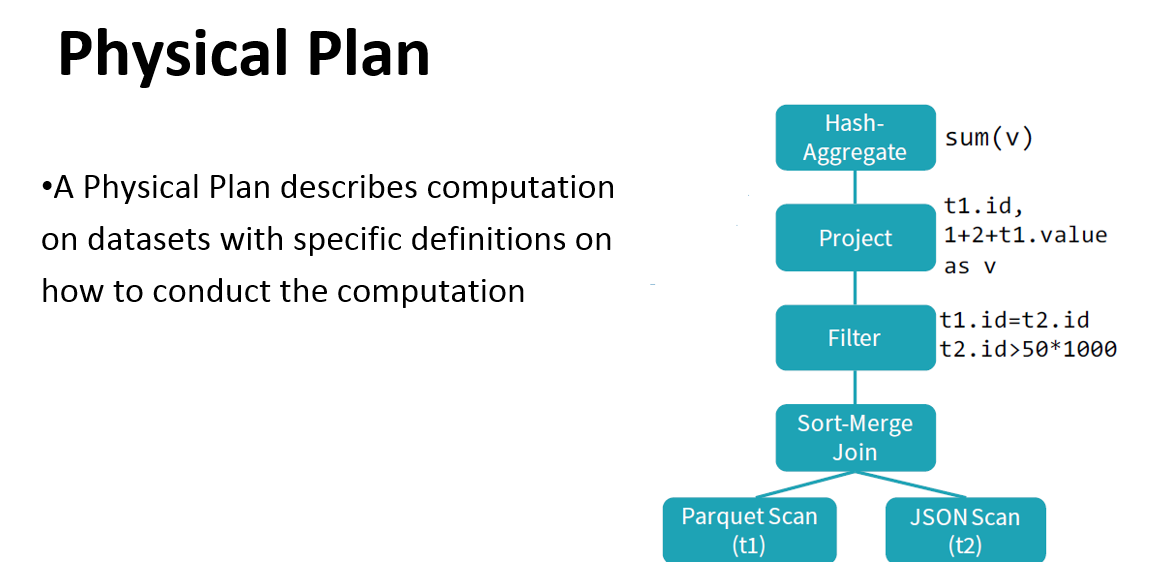 Physical Plan
•A Physical Plan describes computation
on datasets with specific definitions on
how to conduct the computation
Hash-
Aggregate
sum(v)
Project
t1.id,
1+2+t1.value
as v
Filter
t1.id=t2.id
t2.id>50*1000
Sort-Merge
Join
Parquet Scan
(t1)
JSON Scan
(t2)